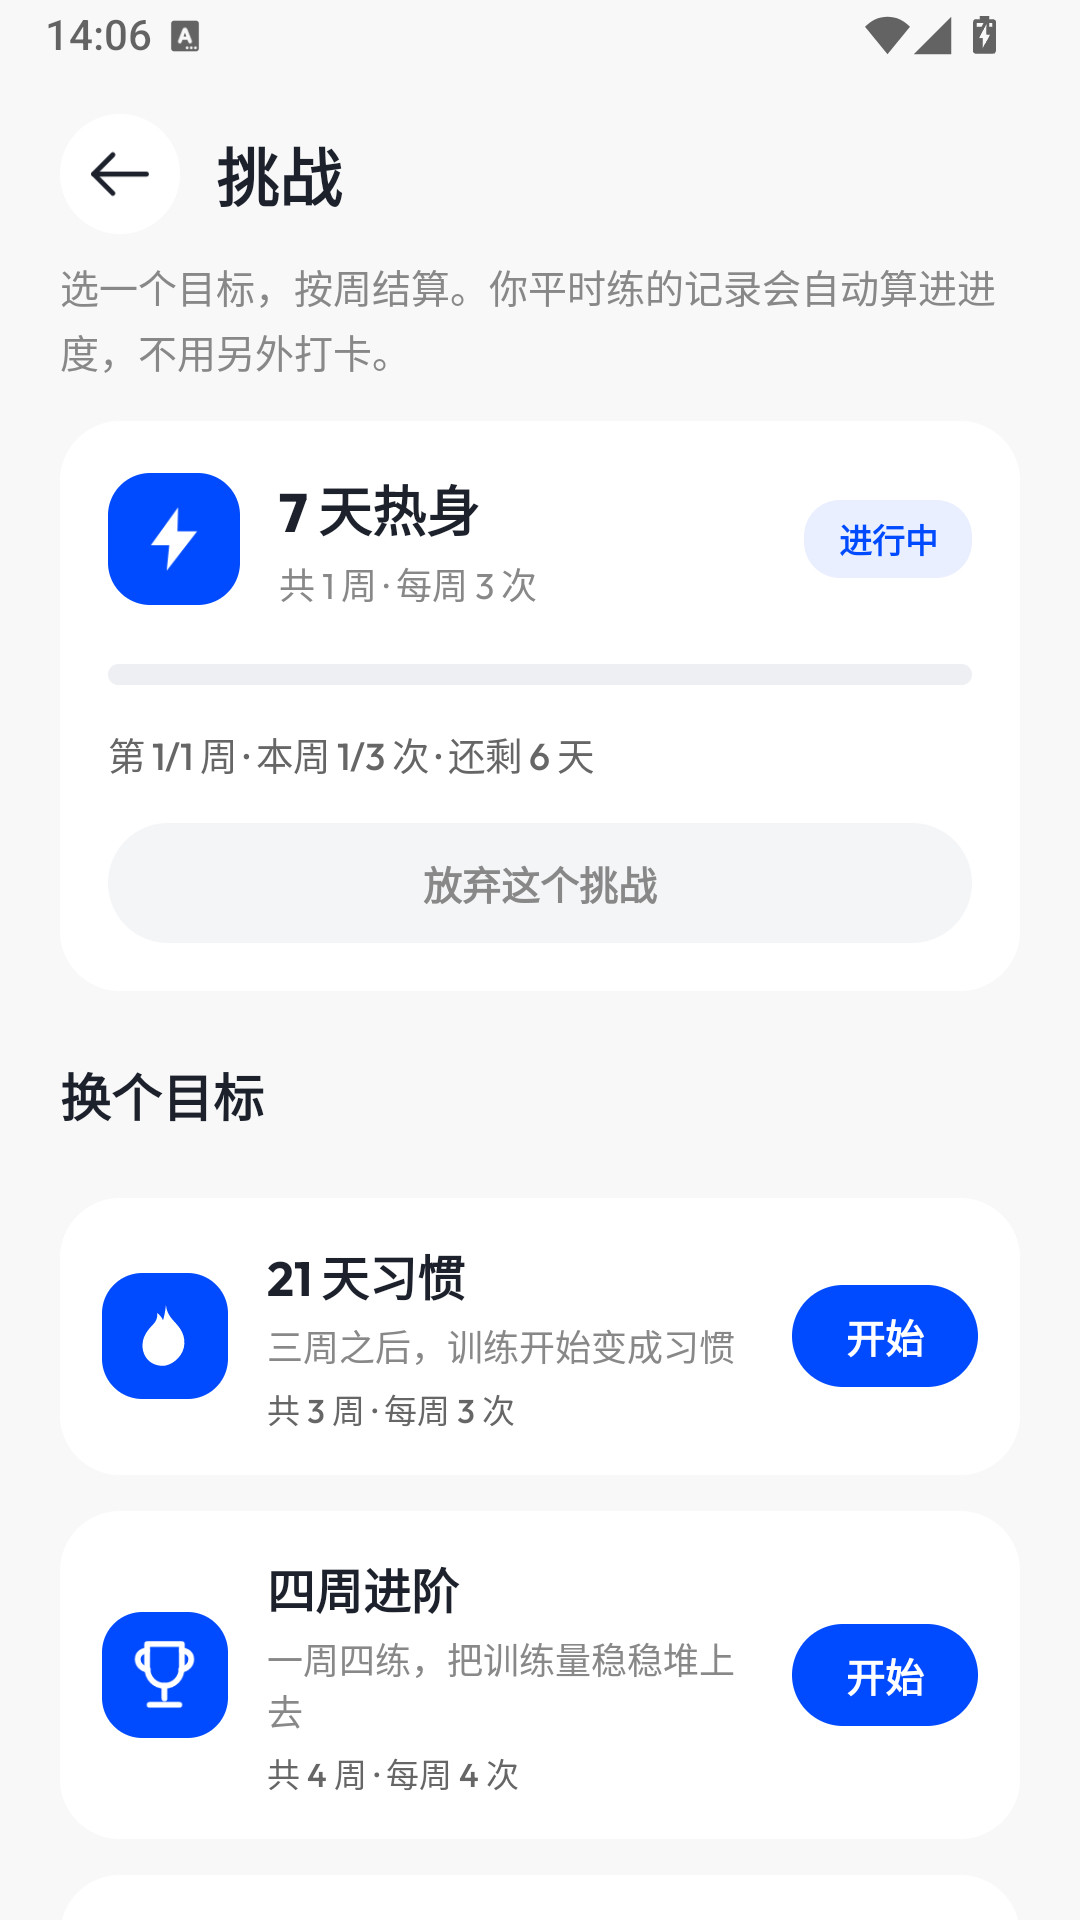 14:06
挑战
选一个目标，按周结算。你平时练的记录会自动算进进
度，不用另外打卡。
7 天热身
共 1 周 · 每周 3 次
进行中
第 1/1 周 · 本周 1/3 次 · 还剩 6 天
放弃这个挑战
换个目标
21 天习惯
三周之后，训练开始变成习惯
共 3 周 · 每周 3 次
开始
四周进阶
一周四练，把训练量稳稳堆上
去
共 4 周 · 每周 4 次
开始